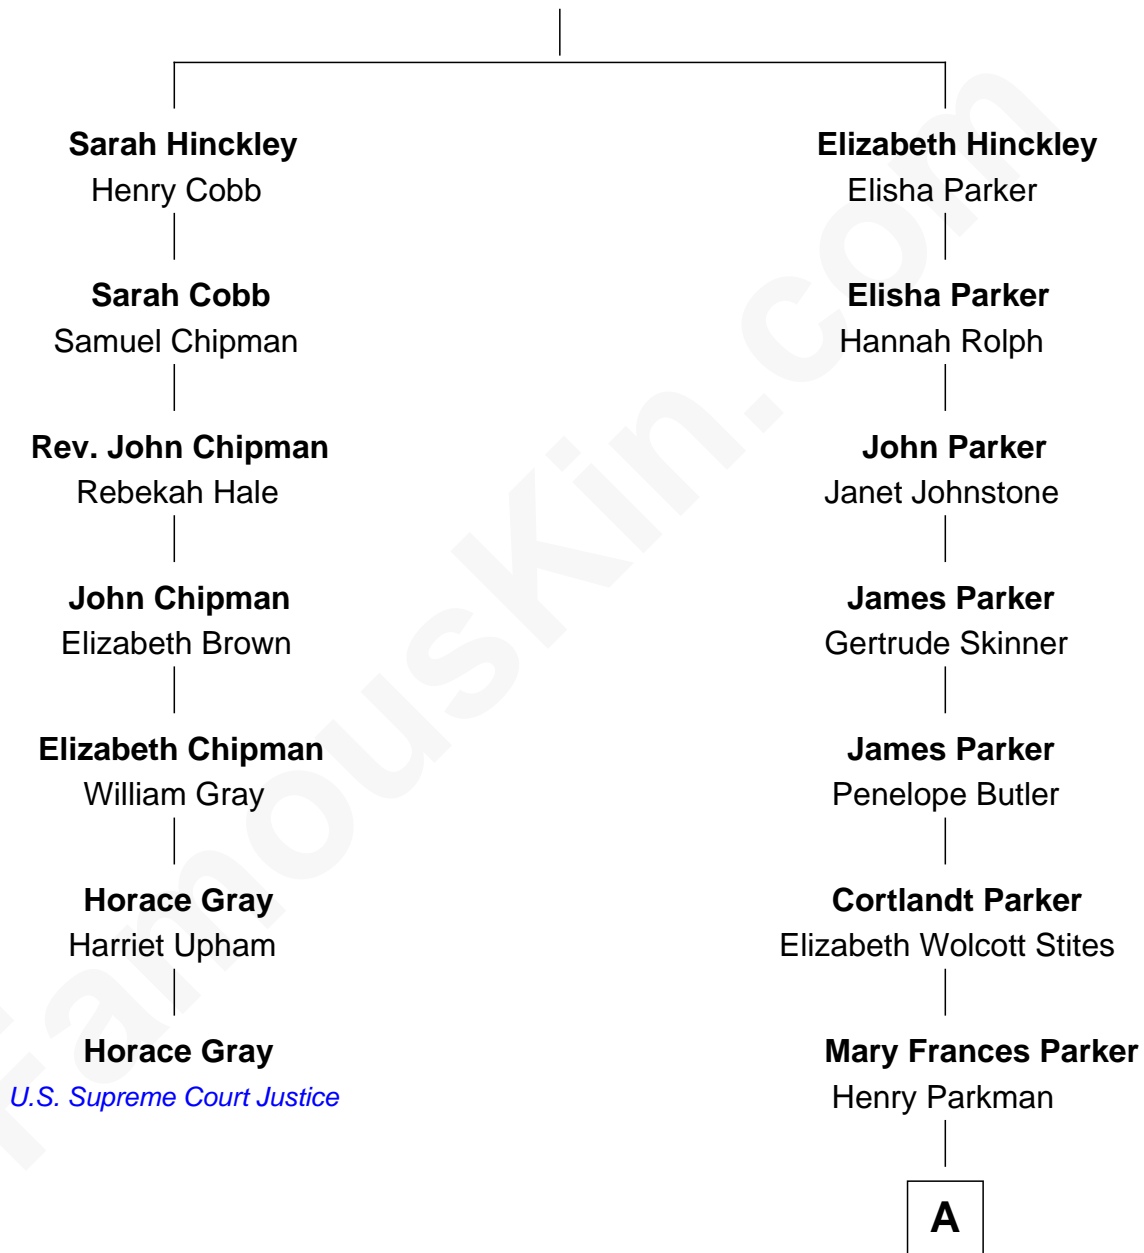 Sarah Hinckley
Henry Cobb
Sarah Cobb
Samuel Chipman
Rev. John Chipman
Rebekah Hale
John Chipman
Elizabeth Brown
Elizabeth Chipman
William Gray
Horace Gray
Harriet Upham
Horace Gray
U.S. Supreme Court Justice
Elizabeth Hinckley
Elisha Parker
Elisha Parker
Hannah Rolph
John Parker
Janet Johnstone
James Parker
Gertrude Skinner
James Parker
Penelope Butler
Cortlandt Parker
Elizabeth Wolcott Stites
Mary Frances Parker
Henry Parkman
A
FamousKin.com